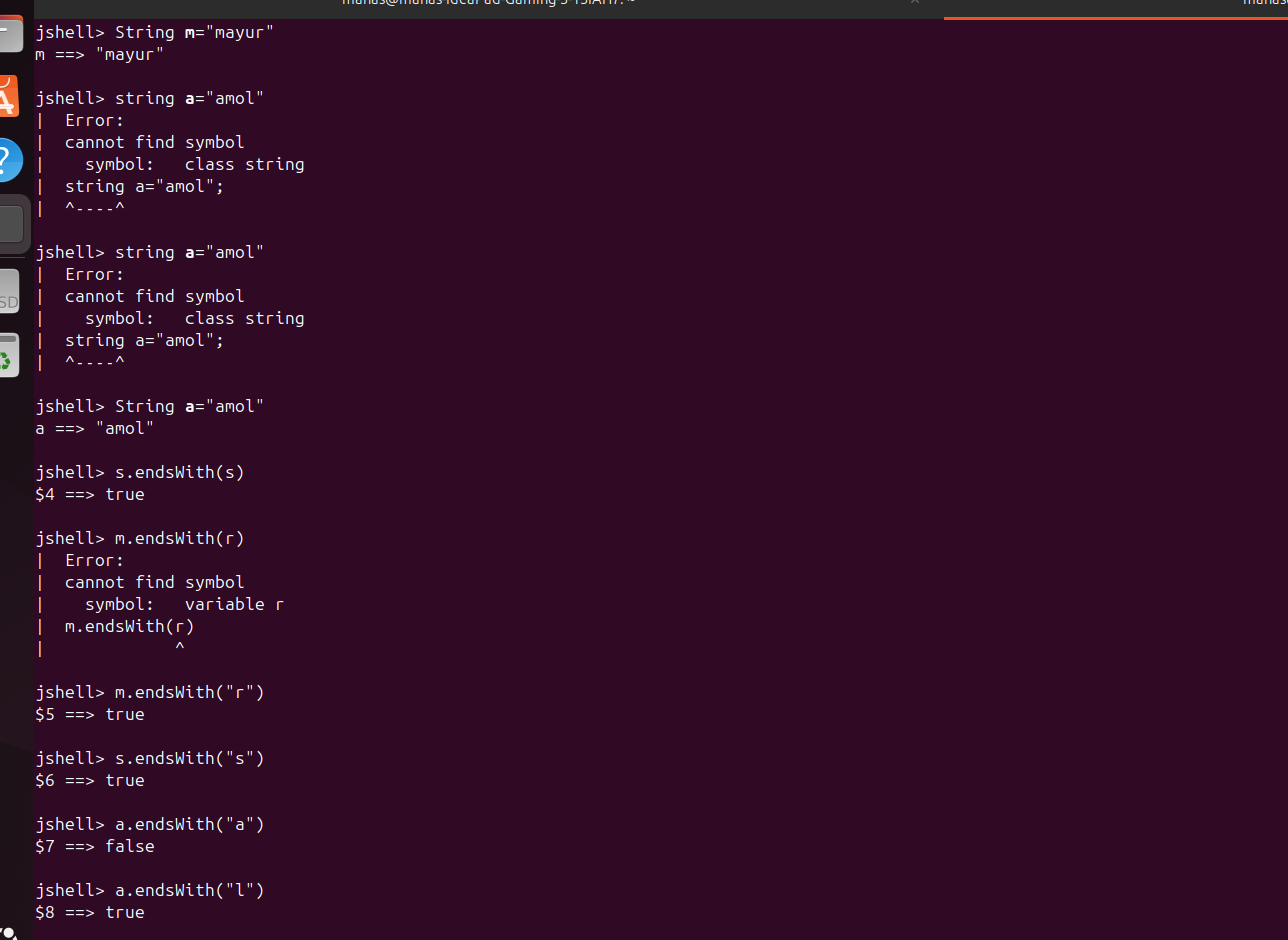 jshell> String m="mayur"
m ==> "mayur"
jshell> string a="amol"
|  Error:
|  cannot find symbol
|    symbol:   class string
|  string a="amol";
|  ^----^
jshell> string a="amol"
|  Error:
|  cannot find symbol
|    symbol:   class string
|  string a="amol";
|  ^----^
jshell> String a="amol"
a ==> "amol"
jshell> s.endsWith(s)
$4 ==> true
jshell> m.endsWith(r)
|  Error:
|  cannot find symbol
|    symbol:   variable r
|  m.endsWith(r)
|             ^
jshell> m.endsWith("r")
$5 ==> true
jshell> s.endsWith("s")
$6 ==> true
jshell> a.endsWith("a")
$7 ==> false
jshell> a.endsWith("l")
$8 ==> true